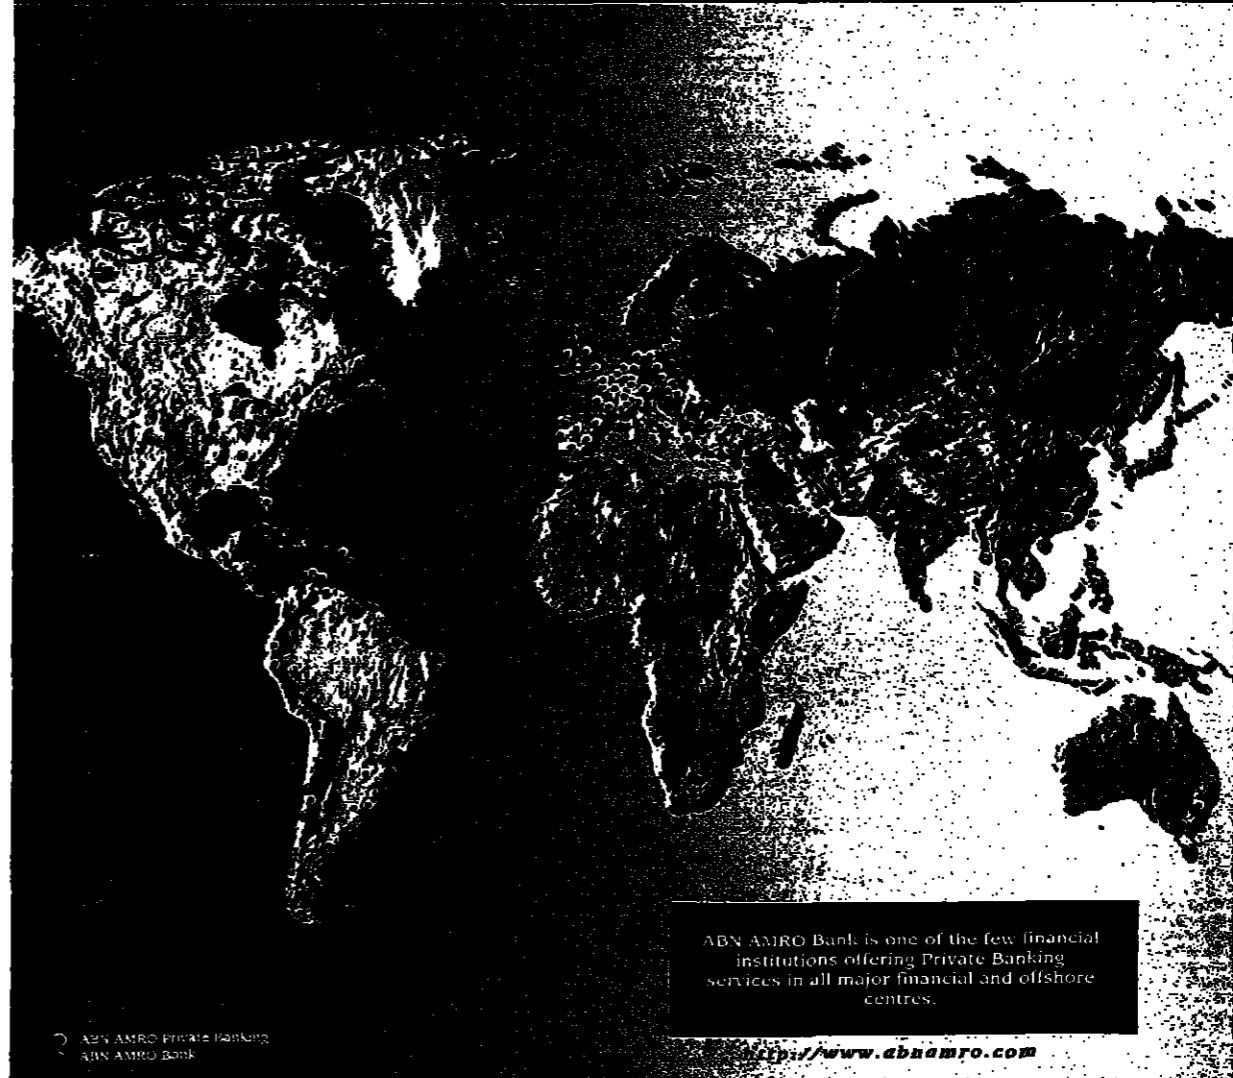 ABN AMRO Bank is one of the few financial
institutions offering Private Banking
services in all major financial and offshore
centres.
ABN AMRO Private Banking
ABN AMRO Bank
http://www.abnamro.com